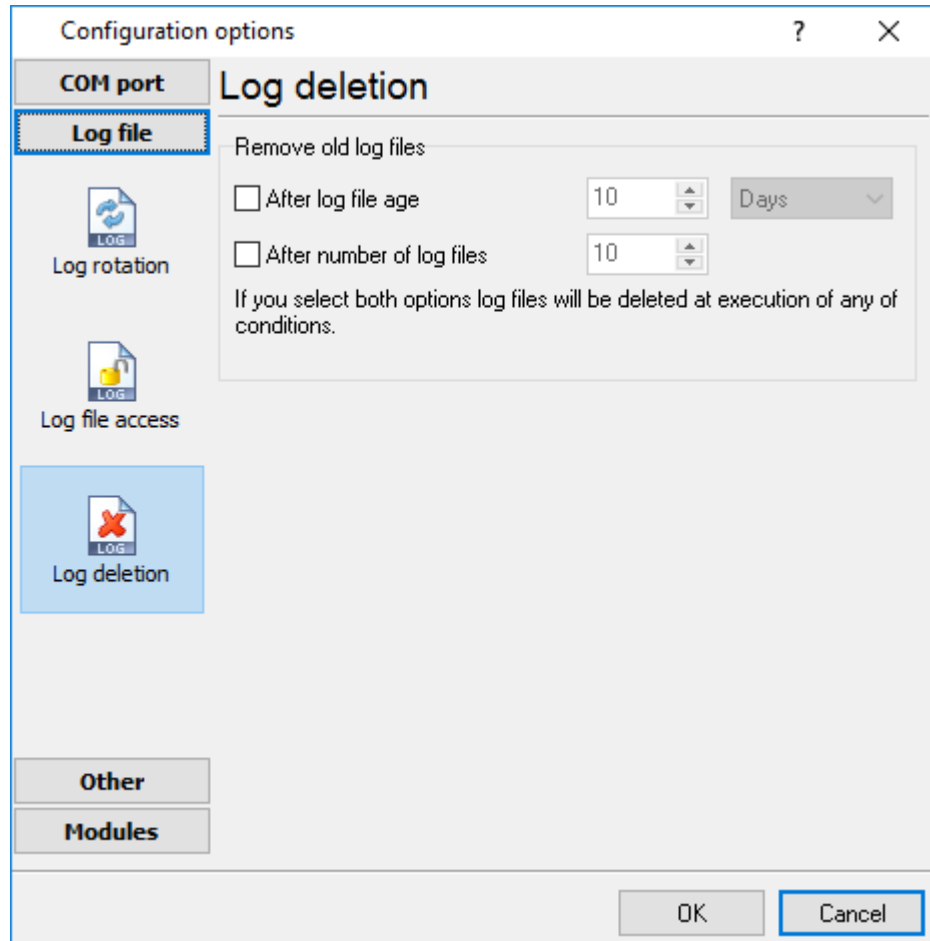 Configuration options
?
COM port
Log file
LOG
Log rotation
LOG
Log file access
LOG
Log deletion
Other
Modules
Log deletion
Remove old log files
After log file age 10 Days
After number of log files 10
If you select both options log files will be deleted at execution of any of
conditions.
OK Cancel